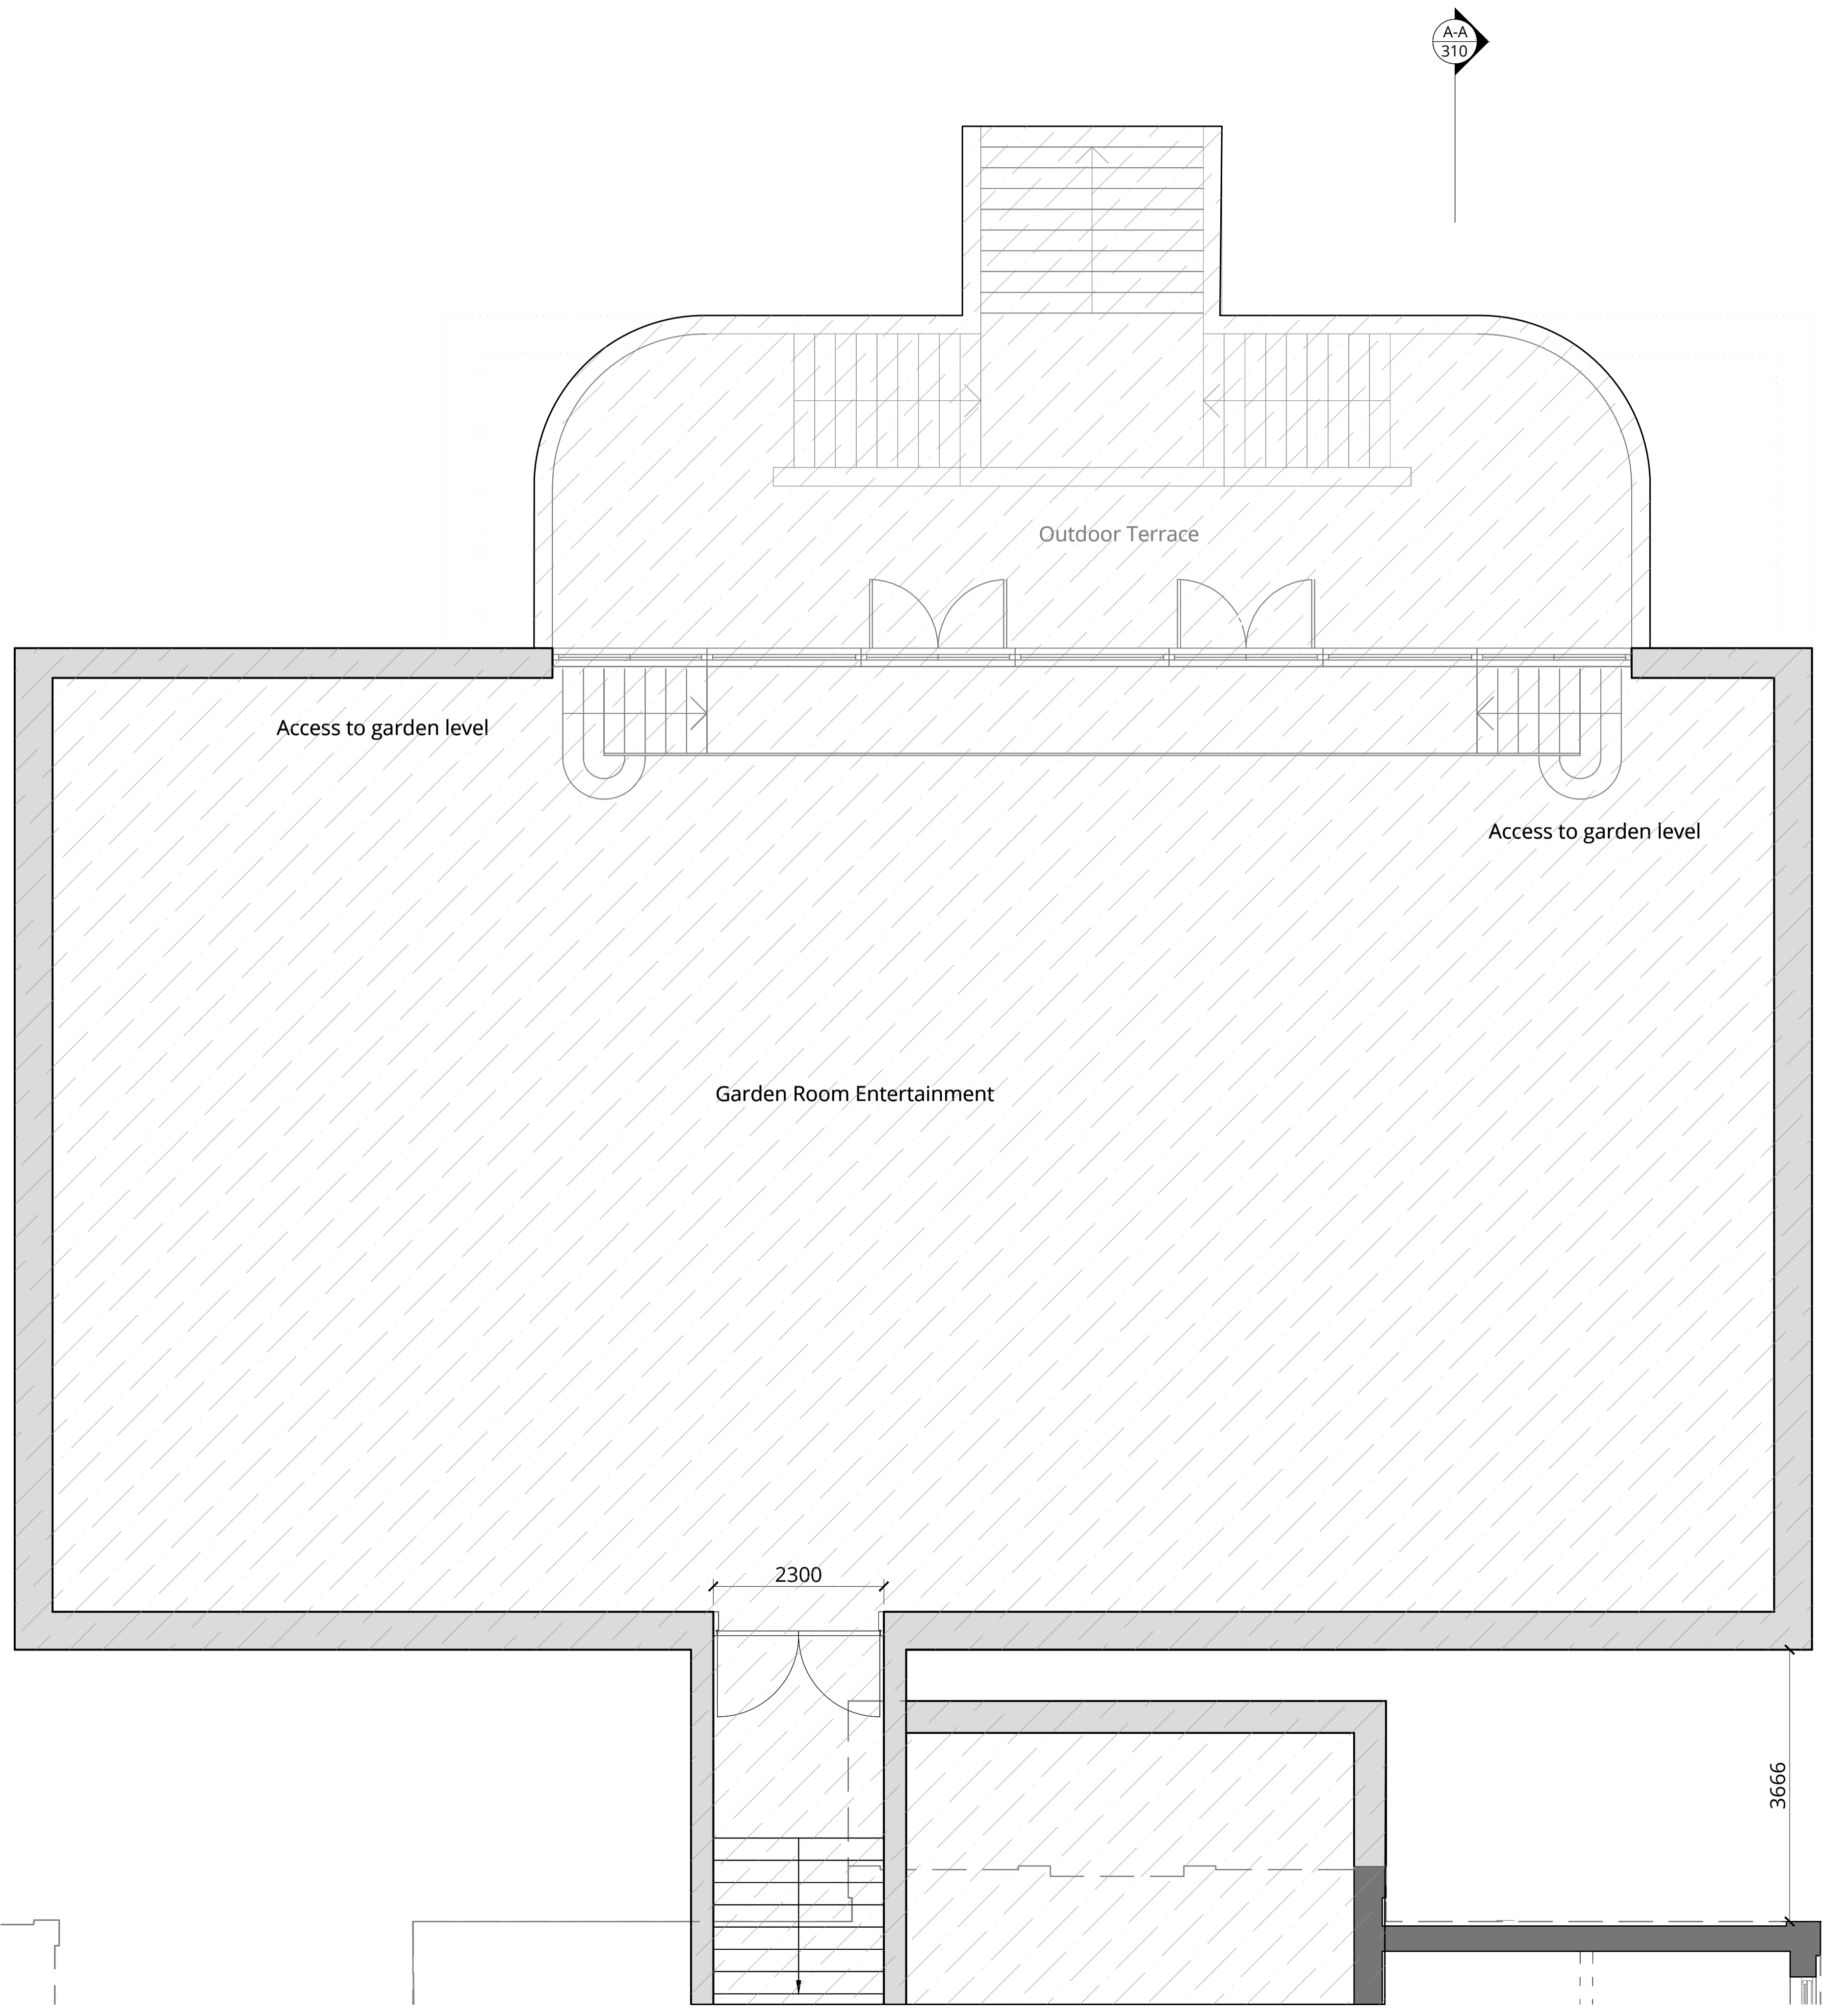 A-A
310
Outdoor Terrace
Access to garden level
Access to garden level
Garden Room Entertainment
2300
3666